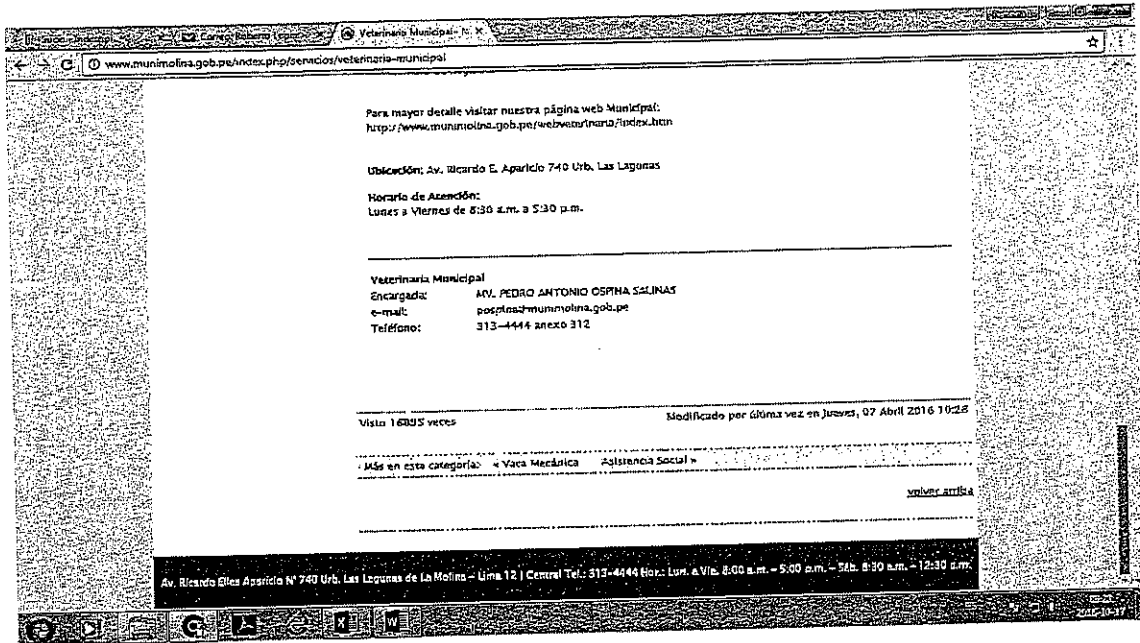 Veterinaria Municipal - N
www.munimolina.gob.pe/index.php/servicios/veterinaria-municipal
Para mayor detalle visitar nuestra página web Municipal:
http://www.munimolina.gob.pe/webveterinaria/index.htm
Ubicación: Av. Ricardo E. Aparicio 740 Urb. Las Lagunas
Horario de Atención:
Lunes a Viernes de 8:30 a.m. a 5:30 p.m.
Veterinaria Municipal
Encargada: MV. PEDRO ANTONIO OSPINA SALINAS
e-mail: pospina@munimolina.gob.pe
Teléfono: 313-4444 anexo 312
Visto 16895 veces
Modificado por última vez en Jueves, 07 Abril 2016 10:28
Más en esta categoría: « Vaca Mecánica Asistencia Social »
volver arriba
Av. Ricardo Elías Aparicio N° 740 Urb. Las Lagunas de La Molina - Lima 12 | Central Tel.: 313-4444 Hor.: Lun. a Vie. 8:00 a.m. - 5:00 p.m. - Sáb. 8:30 a.m. - 12:30 p.m.